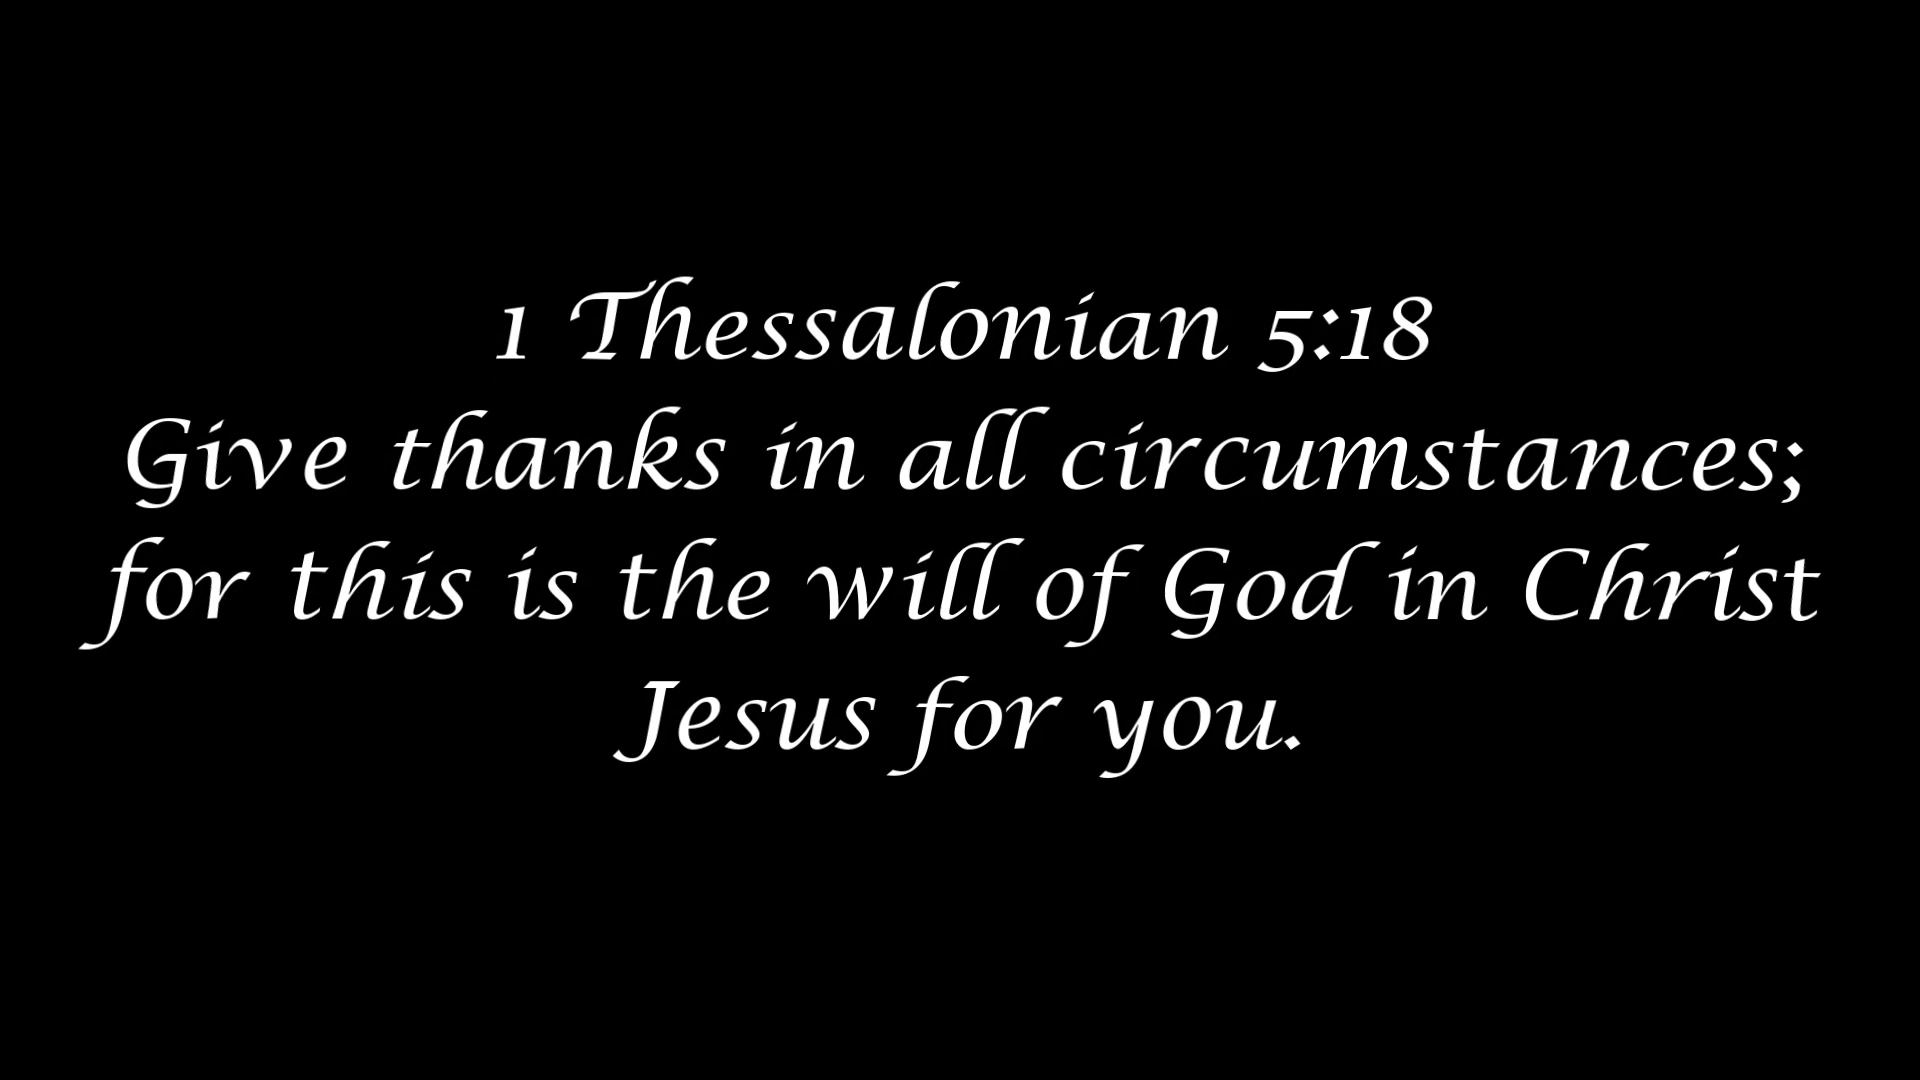 1 Thessalonian 5:18
Give thanks in all circumstances;
for this is the will of God in Christ
Jesus for you.